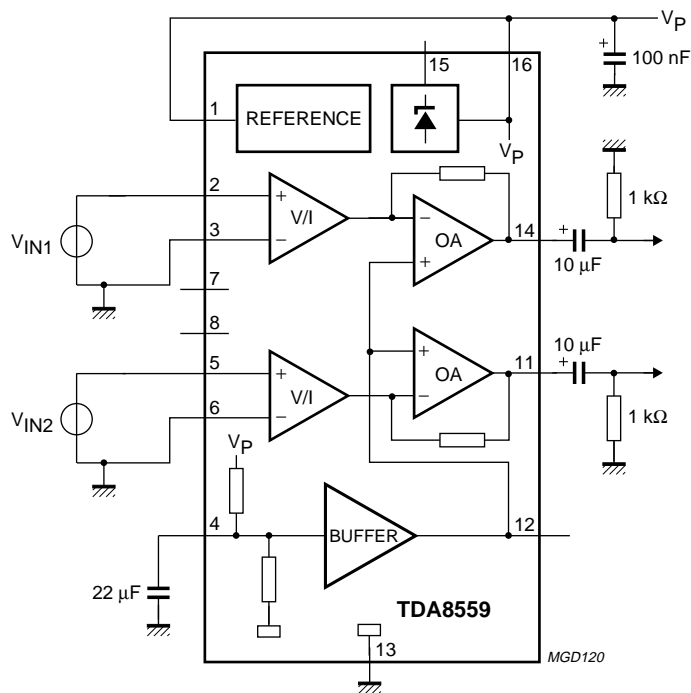 V_P
100 nF
15
16
1
REFERENCE
V_P
2
+
V/I
−
3
V_IN1
−
OA
+
14
+
10 μF
1 kΩ
7
8
5
+
V/I
−
6
V_IN2
+
OA
−
11
10 μF
+
1 kΩ
V_P
4
BUFFER
12
22 μF
TDA8559
13
MGD120
+